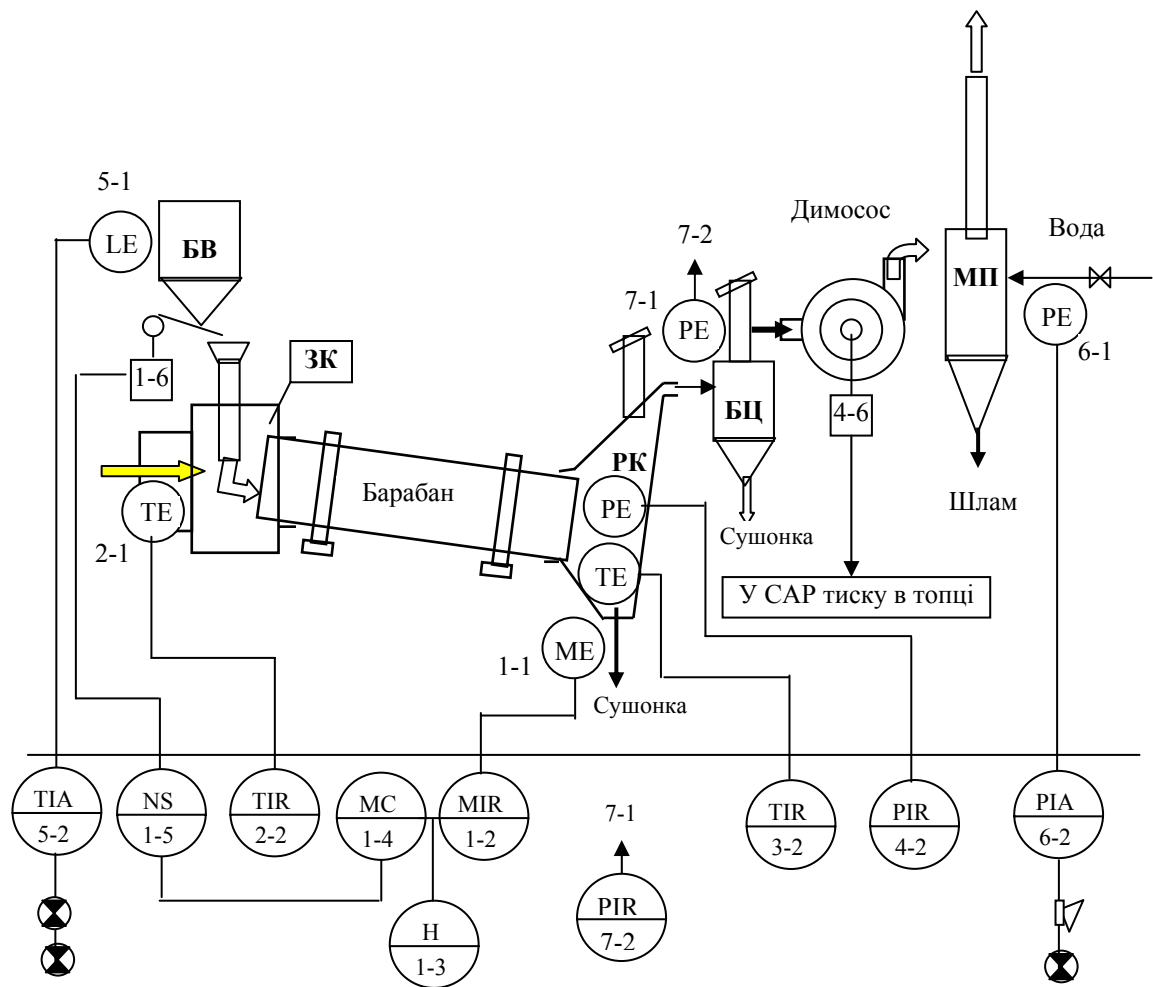 5-1
LE
БВ
Димосос
7-2
Вода
7-1
PE
МП
PE
6-1
ЗК
1-6
БЦ
4-6
РК
Барабан
PE
TE
2-1
Шлам
Сушонка
TE
У САР тиску в топці
ME
1-1
Сушонка
TIA
5-2
NS
1-5
TIR
2-2
MC
1-4
MIR
1-2
7-1
TIR
3-2
PIR
4-2
PIA
6-2
H
1-3
PIR
7-2